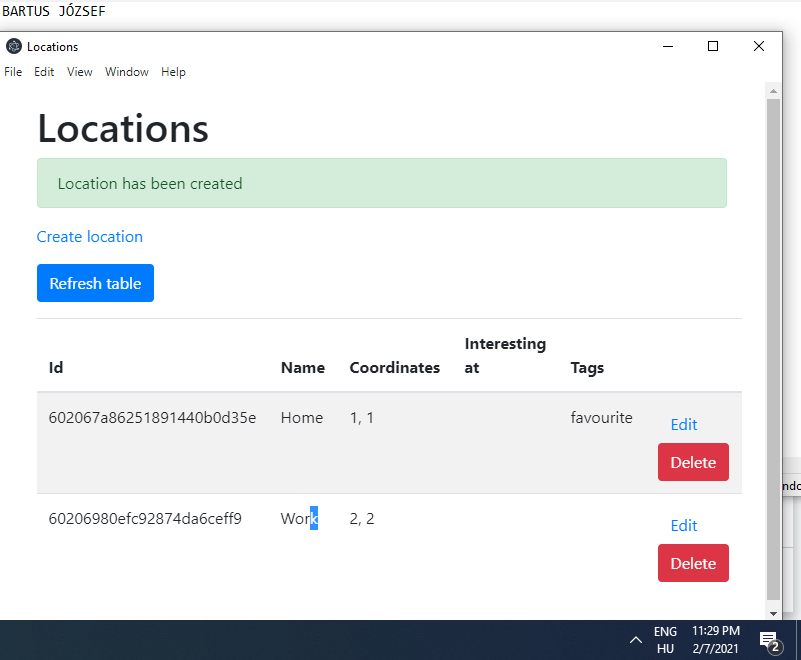 BARTUS JÓZSEF
Locations
File Edit View Window Help
Locations
Location has been created
Create location
Refresh table
Id Name Coordinates Interesting at Tags
602067a86251891440b0d35e Home 1, 1 favourite Edit
Delete
60206980efc92874da6ceff9 Work 2, 2 Edit
Delete
ENG 11:29 PM
HU 2/7/2021 2